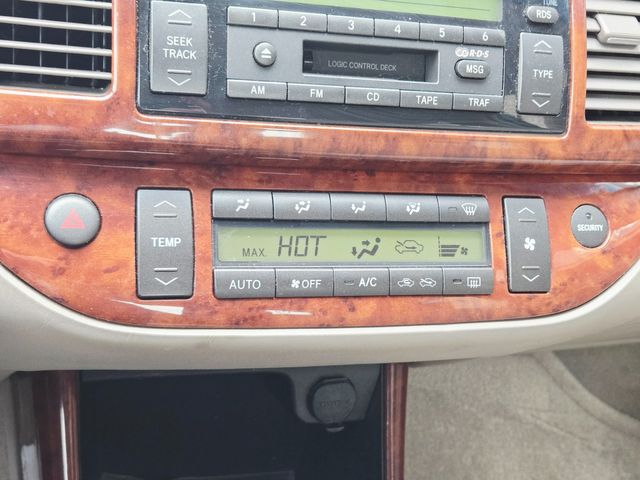 TUNE
RDS
1 2 3 4 5 6
SEEK
TRACK
LOGIC CONTROL DECK
R·D·S
MSG
TYPE
AM FM CD TAPE TRAF
TEMP
MAX. HOT
SECURITY
AUTO OFF A/C